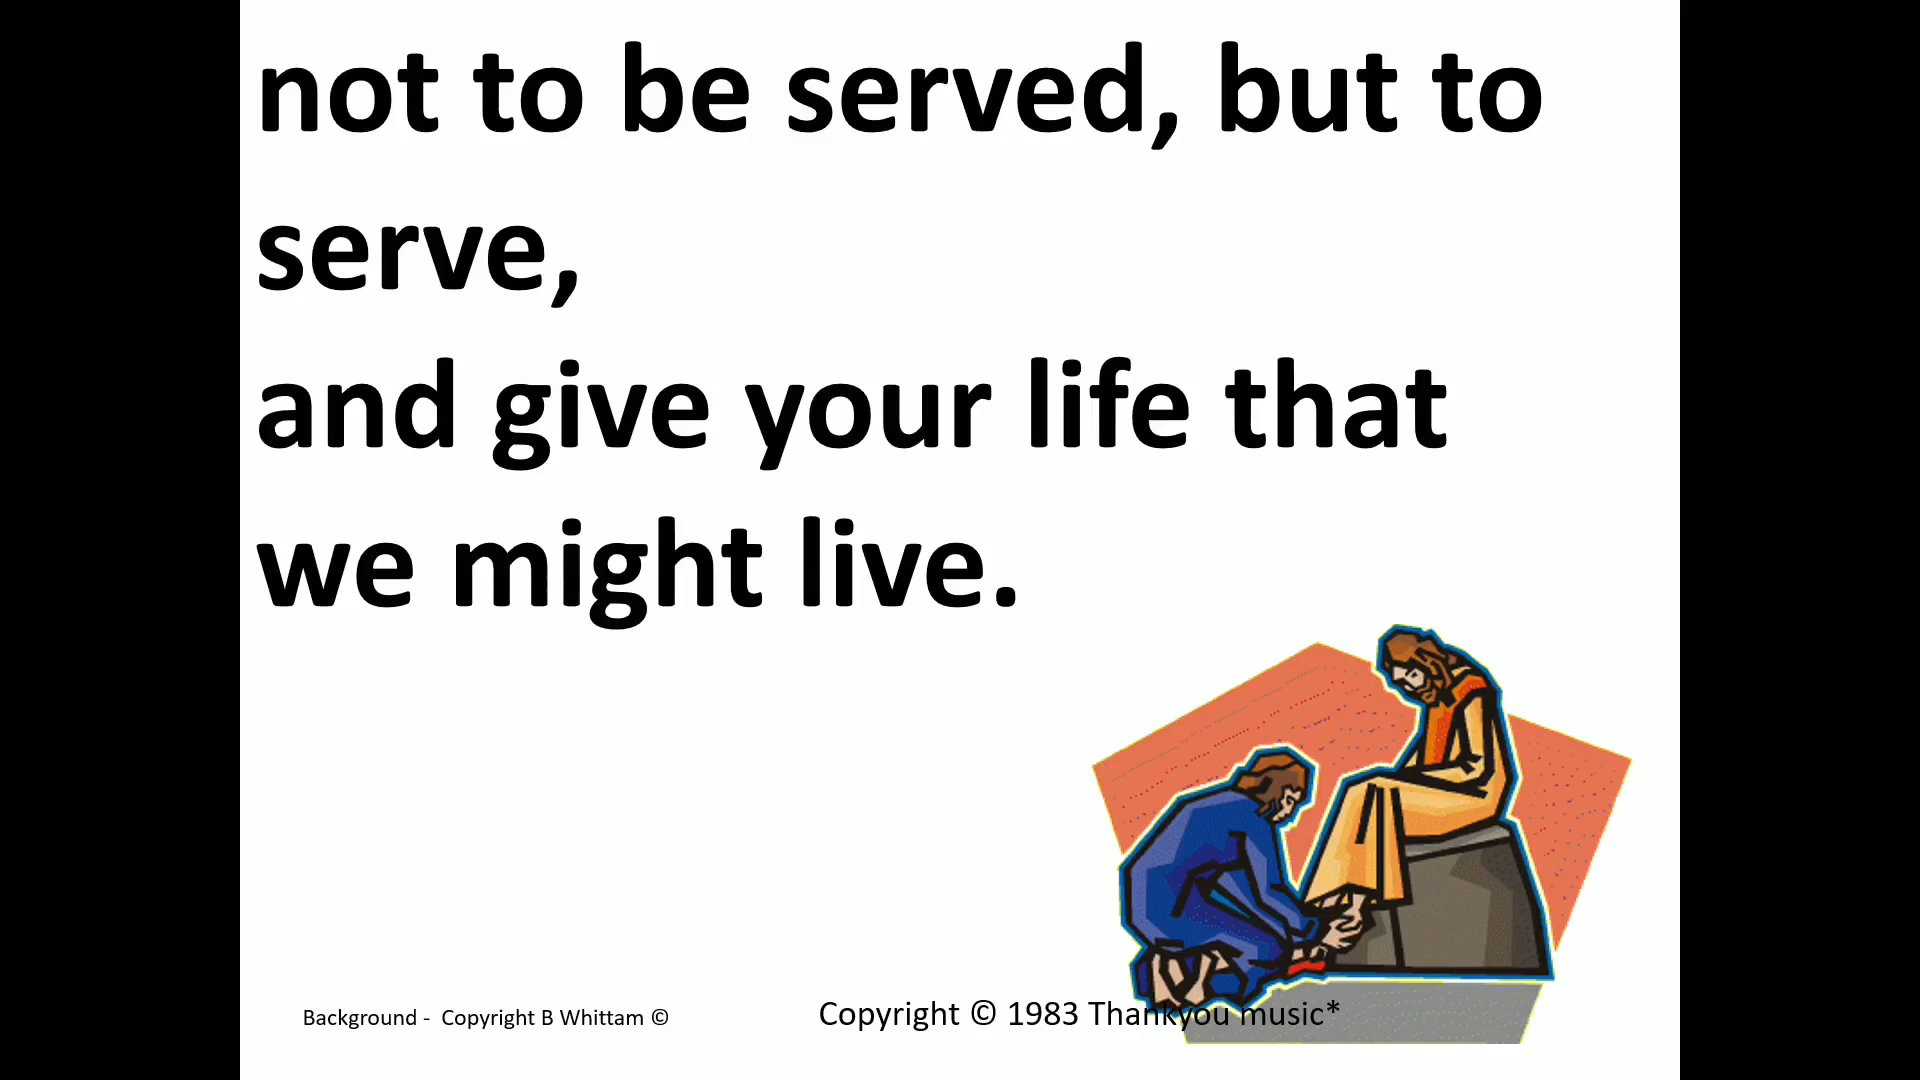 not to be served, but to
serve,
and give your life that
we might live.
Background -  Copyright B Whittam ©
Copyright © 1983 Thankyou music*